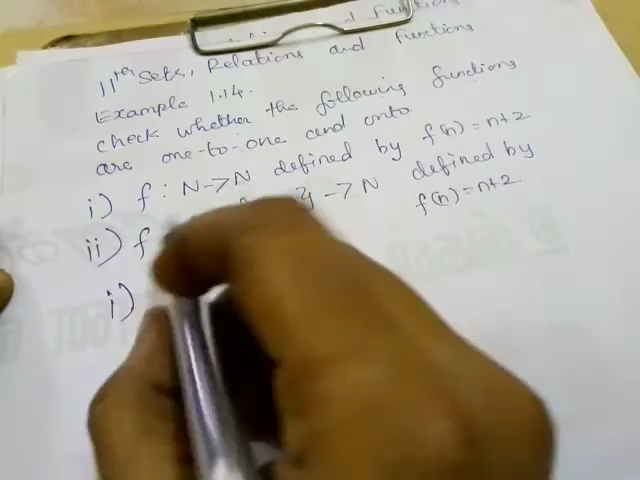 11th Sets, Relations and Functions
Example 1.14.
check whether the following functions
are one-to-one and onto
i) f : N->N defined by f(n)=n+2
ii) f -> N defined by
f(n)=n+2
i)